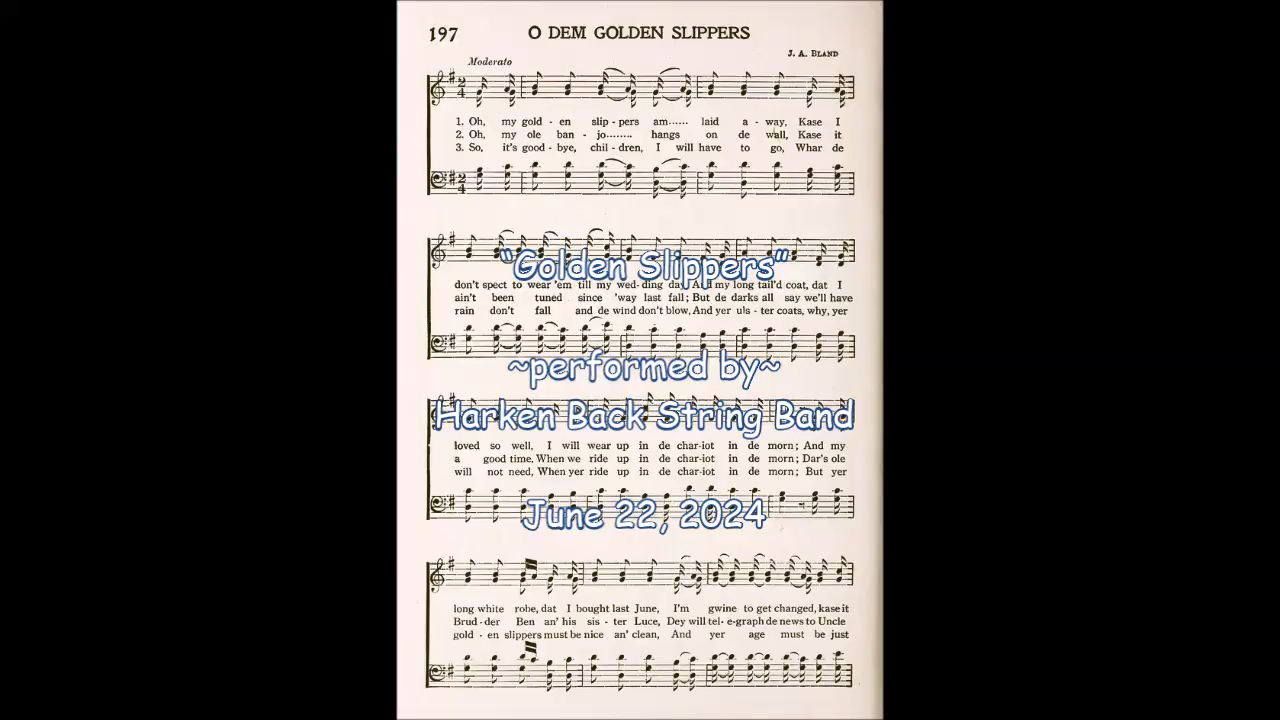 197
O DEM GOLDEN SLIPPERS
J. A. BLAND
Moderato
1. Oh, my gold - en slip - pers am...... laid a - way, Kase I
2. Oh, my ole ban - jo........ hangs on de wall, Kase it
3. So, it's good - bye, chil - dren, I will have to go, Whar de
"Golden Slippers"
don't spect to wear 'em till my wed - ding day, And my long tail'd coat, dat I
ain't been tuned since 'way last fall; But de darks all say we'll have
rain don't fall and de wind don't blow, And yer uls - ter coats, why, yer
~performed by~
Harken Back String Band
loved so well, I will wear up in de char-iot in de morn; And my
a good time, When we ride up in de char-iot in de morn; Dar's ole
will not need, When yer ride up in de char-iot in de morn; But yer
June 22, 2024
long white robe, dat I bought last June, I'm gwine to get changed, kase it
Brud - der Ben an' his sis - ter Luce, Dey will tel - e-graph de news to Uncle
gold - en slippers must be nice an' clean, And yer age must be just